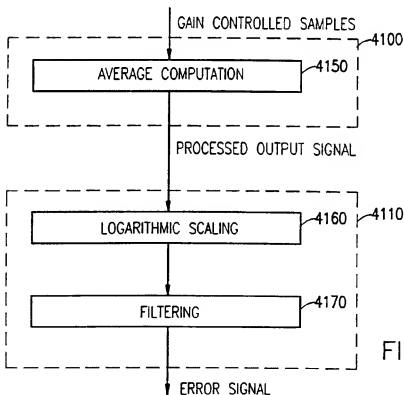 GAIN CONTROLLED SAMPLES
4100
AVERAGE COMPUTATION
4150
PROCESSED OUTPUT SIGNAL
LOGARITHMIC SCALING
4160
4110
FILTERING
4170
FI
ERROR SIGNAL